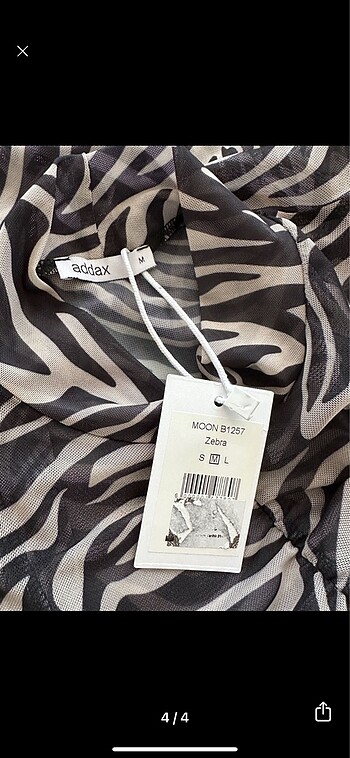 addax
M
MOON B1257
Zebra
S M L
4/4